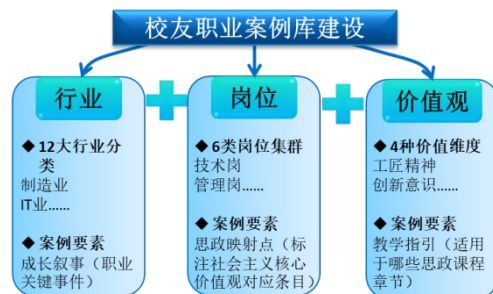 校友职业案例库建设
行业
◆12大行业分
类
制造业
IT业……
◆案例要素
成长叙事（职业
关键事件）
岗位
◆6类岗位集群
技术岗
管理岗……
◆案例要素
思政映射点（标
注社会主义核心
价值观对应条目）
价值观
◆4种价值维度
工匠精神
创新意识……
◆案例要素
教学指引（适用
于哪些思政课程
章节）